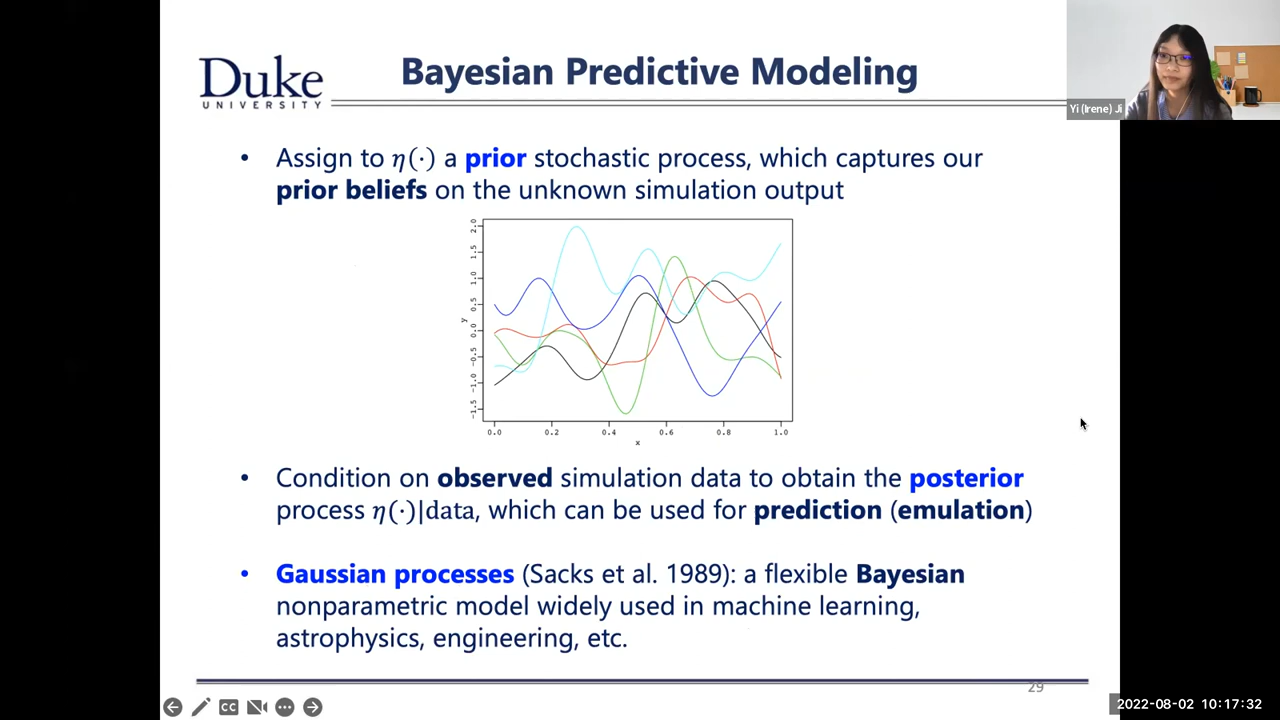 Duke
UNIVERSITY
Bayesian Predictive Modeling
Yi (Irene) Ji
• Assign to η(·) a prior stochastic process, which captures our
prior beliefs on the unknown simulation output
y
2.0
1.5
1.0
0.5
0.0
-0.5
-1.0
-1.5
0.0 0.2 0.4 0.6 0.8 1.0
x
• Condition on observed simulation data to obtain the posterior
process η(·)|data, which can be used for prediction (emulation)
• Gaussian processes (Sacks et al. 1989): a flexible Bayesian
nonparametric model widely used in machine learning,
astrophysics, engineering, etc.
29
CC
2022-08-02 10:17:32